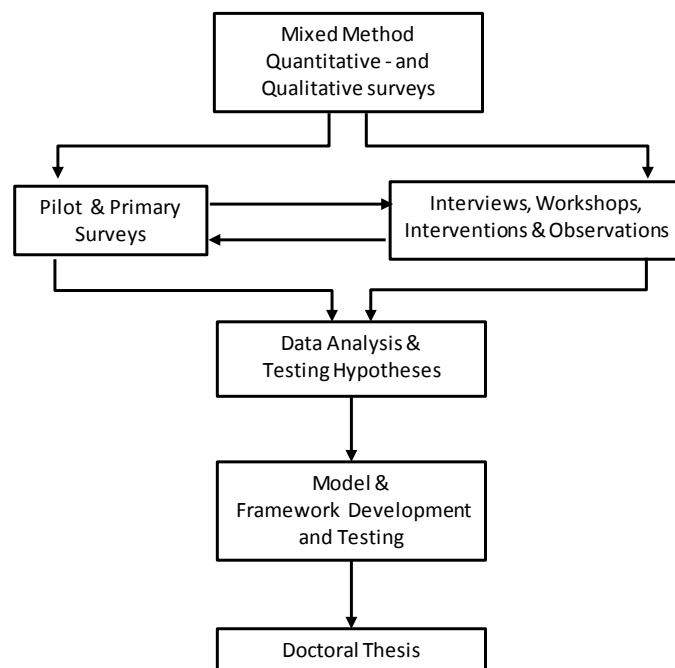 Mixed Method
Quantitative - and
Qualitative surveys
Pilot & Primary
Surveys
Interviews, Workshops,
Interventions & Observations
Data Analysis &
Testing Hypotheses
Model &
Framework Development
and Testing
Doctoral Thesis